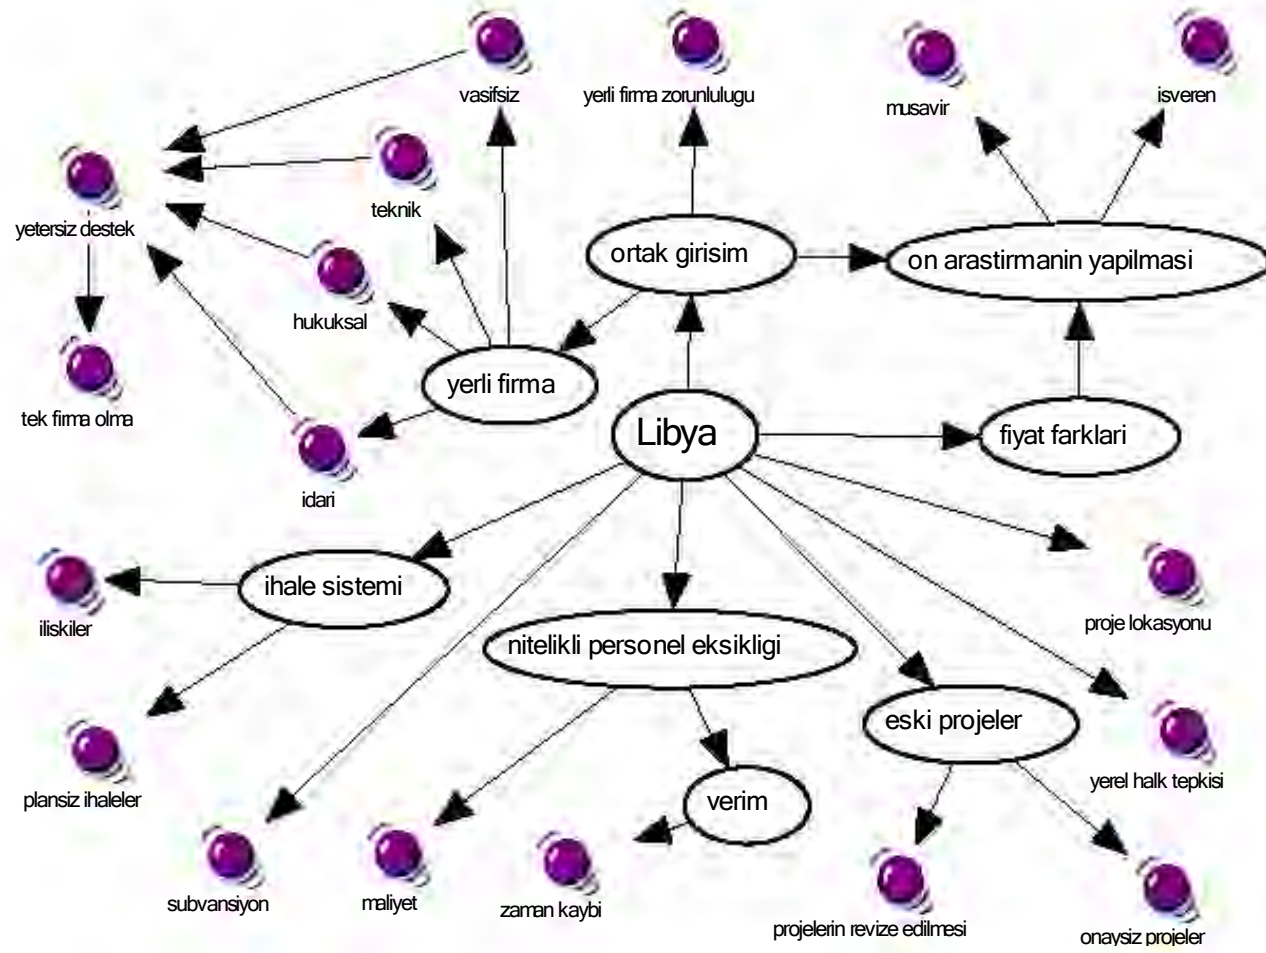 vasifsiz
yerli firma zorunlulugu
musavir
isveren
teknik
yetersiz destek
ortak girisim
on arastirmanin yapilmasi
hukuksal
yerli firma
tek firma olma
Libya
fiyat farklari
idari
ihale sistemi
iliskiler
nitelikli personel eksikligi
proje lokasyonu
eski projeler
plansiz ihaleler
verim
yerel halk tepkisi
subvansiyon
maliyet
zaman kaybi
projelerin revize edilmesi
onaysiz projeler